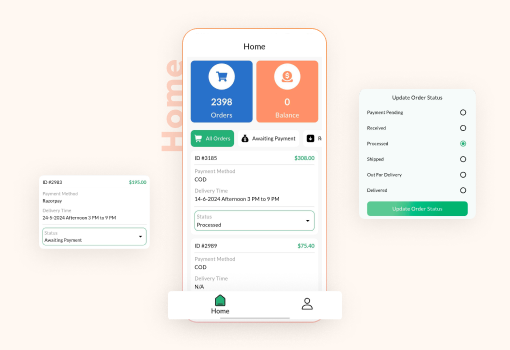 Home
Home
2398
Orders
0
Balance
All Orders
Awaiting Payment
ID #3185 $308.00
Payment Method
COD
Delivery Time
14-6-2024 Afternoon 3 PM to 9 PM
Status
Processed
ID #2989 $75.40
Payment Method
COD
Delivery Time
N/A
Home
ID #2983 $195.00
Payment Method
Razorpay
Delivery Time
24-5-2024 Afternoon 3 PM to 9 PM
Status
Awaiting Payment
Update Order Status
Payment Pending
Received
Processed
Shipped
Out For Delivery
Delivered
Update Order Status